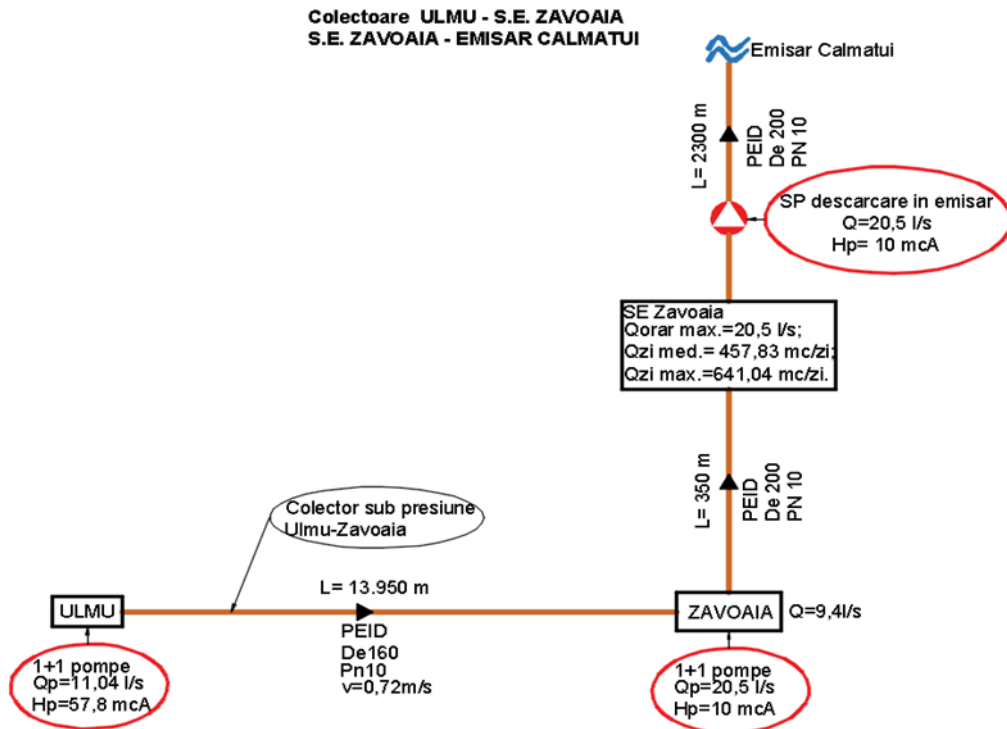 Colectoare ULMU - S.E. ZAVOAIA
S.E. ZAVOAIA - EMISAR CALMATUI
Emisar Calmatui
L= 2300 m
PEID
De 200
PN 10
SP descarcare in emisar
Q=20,5 l/s
Hp= 10 mcA
SE Zavoaia
Qorar max.=20,5 l/s;
Qzi med.= 457,83 mc/zi;
Qzi max.=641,04 mc/zi.
L= 350 m
PEID
De 200
PN 10
Colector sub presiune
Ulmu-Zavoaia
L= 13.950 m
ULMU
PEID
De160
Pn10
v=0,72m/s
ZAVOAIA
Q=9,4l/s
1+1 pompe
Qp=11,04 l/s
Hp=57,8 mcA
1+1 pompe
Qp=20,5 l/s
Hp=10 mcA